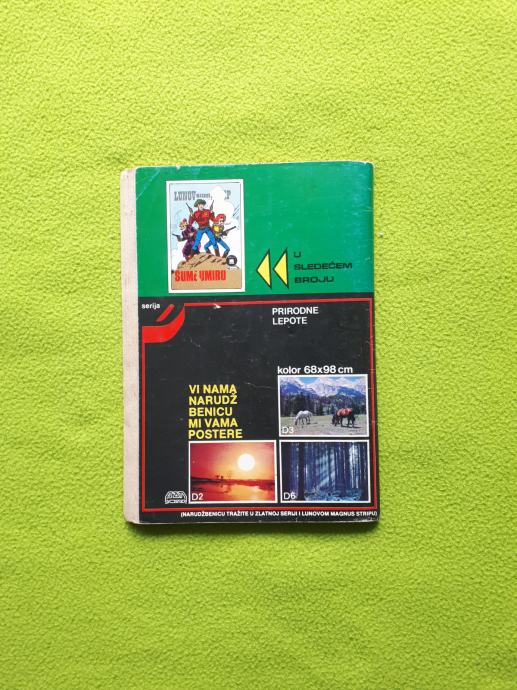 LUNOV MAGNUS
ŠUME UMIRU
U
SLEDEĆEM
BROJU
serija
PRIRODNE
LEPOTE
kolor 68x98 cm
VI NAMA
NARUDŽ
BENICU
MI VAMA
POSTERE
D3
D2
D6
(NARUDŽBENICU TRAŽITE U ZLATNOJ SERIJI I LUNOVOM MAGNUS STRIPU)